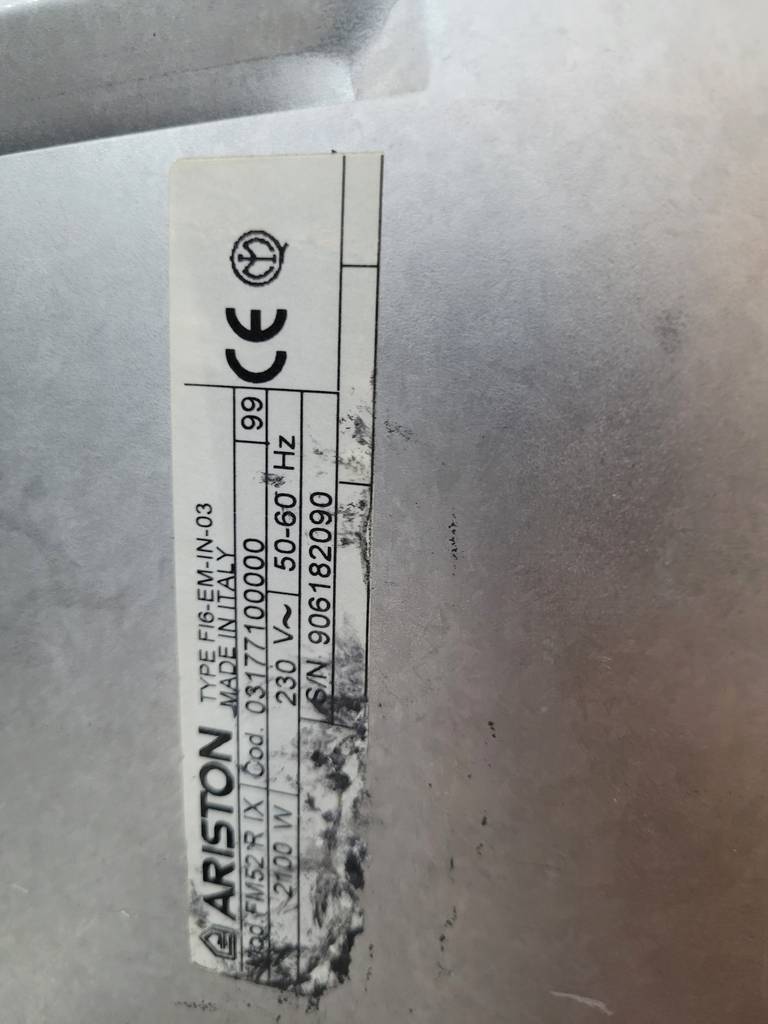 ARISTON TYPE FI6-EM-IN-03
MADE IN ITALY
Mod. FM52 R IX Cod. 03177100000 99
2100 W 230 V~ 50-60 Hz
S/N 906182090
CE